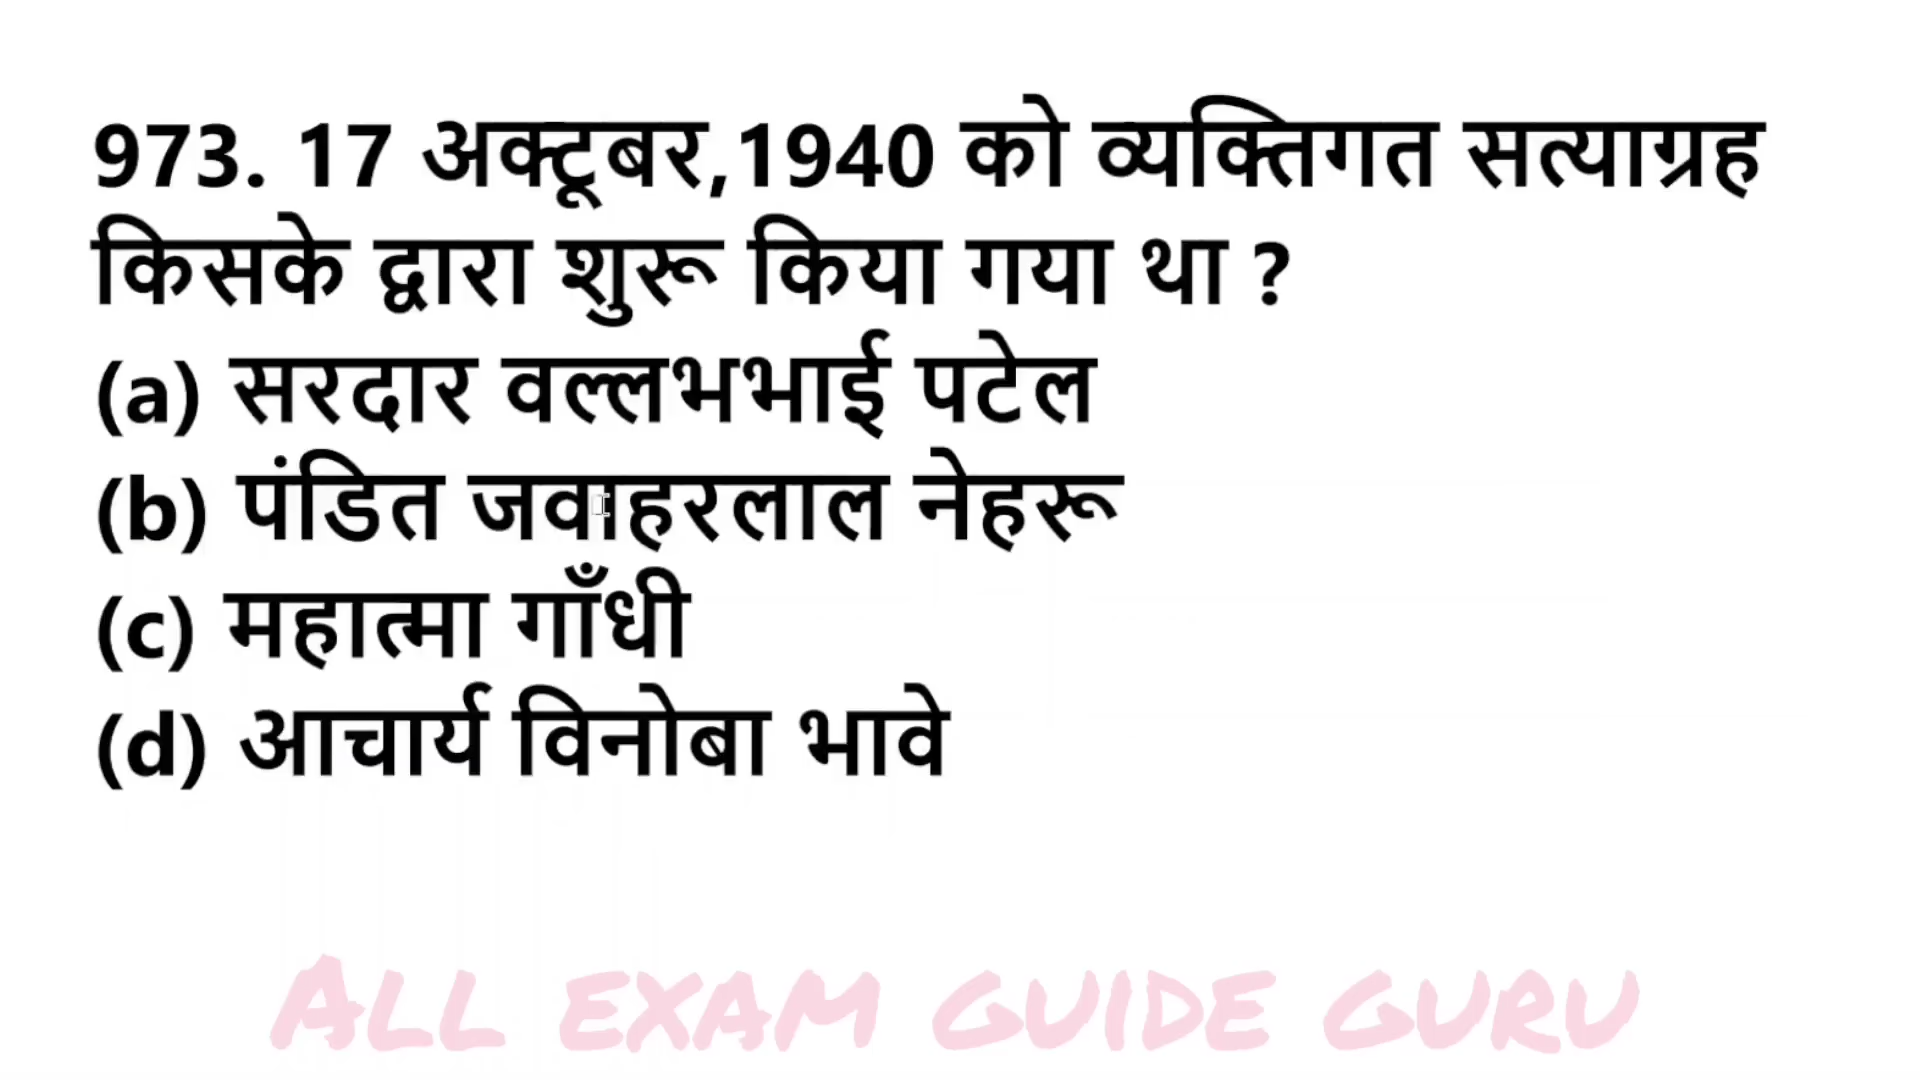 973. 17 अक्टूबर,1940 को व्यक्तिगत सत्याग्रह
किसके द्वारा शुरू किया गया था ?
(a) सरदार वल्लभभाई पटेल
(b) पंडित जवाहरलाल नेहरू
(c) महात्मा गाँधी
(d) आचार्य विनोबा भावे
ALL EXAM GUIDE GURU